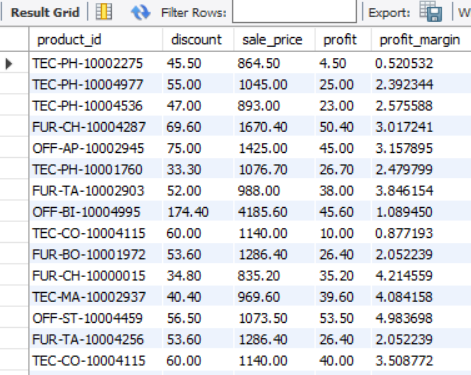 Result Grid Filter Rows: Export: W
product_id discount sale_price profit profit_margin
TEC-PH-10002275 45.50 864.50 4.50 0.520532
TEC-PH-10004977 55.00 1045.00 25.00 2.392344
TEC-PH-10004536 47.00 893.00 23.00 2.575588
FUR-CH-10004287 69.60 1670.40 50.40 3.017241
OFF-AP-10002945 75.00 1425.00 45.00 3.157895
TEC-PH-10001760 33.30 1076.70 26.70 2.479799
FUR-TA-10002903 52.00 988.00 38.00 3.846154
OFF-BI-10004995 174.40 4185.60 45.60 1.089450
TEC-CO-10004115 60.00 1140.00 10.00 0.877193
FUR-BO-10001972 53.60 1286.40 26.40 2.052239
FUR-CH-10000015 34.80 835.20 35.20 4.214559
TEC-MA-10002937 40.40 969.60 39.60 4.084158
OFF-ST-10004459 56.50 1073.50 53.50 4.983698
FUR-TA-10004256 53.60 1286.40 26.40 2.052239
TEC-CO-10004115 60.00 1140.00 40.00 3.508772